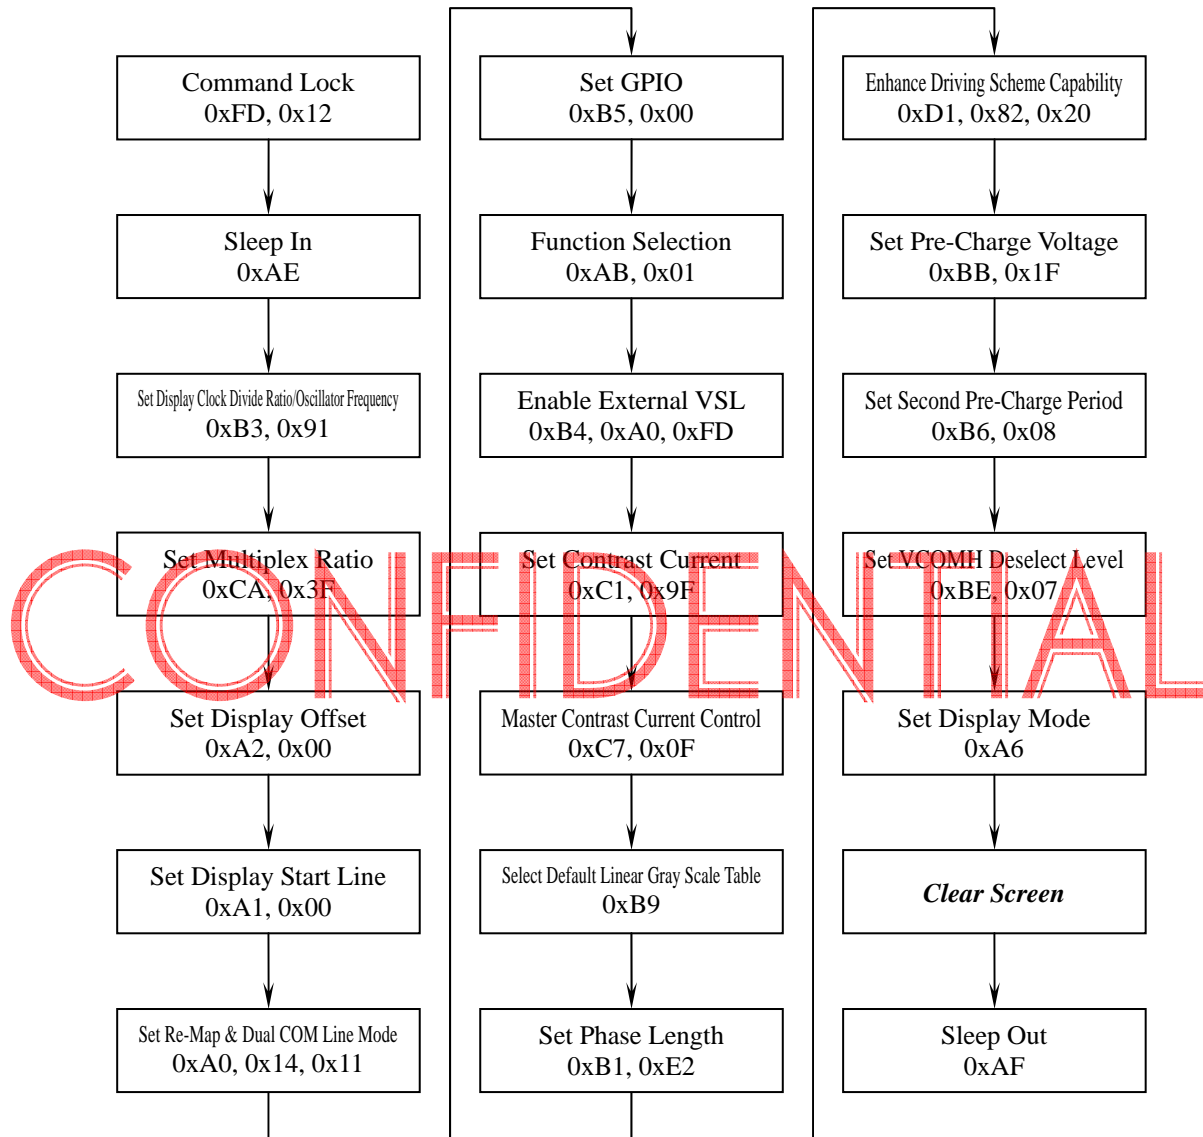 Command Lock
0xFD, 0x12
Sleep In
0xAE
Set Display Clock Divide Ratio/Oscillator Frequency
0xB3, 0x91
Set Multiplex Ratio
0xCA, 0x3F
Set Display Offset
0xA2, 0x00
Set Display Start Line
0xA1, 0x00
Set Re-Map & Dual COM Line Mode
0xA0, 0x14, 0x11
Set GPIO
0xB5, 0x00
Function Selection
0xAB, 0x01
Enable External VSL
0xB4, 0xA0, 0xFD
Set Contrast Current
0xC1, 0x9F
Master Contrast Current Control
0xC7, 0x0F
Select Default Linear Gray Scale Table
0xB9
Set Phase Length
0xB1, 0xE2
Enhance Driving Scheme Capability
0xD1, 0x82, 0x20
Set Pre-Charge Voltage
0xBB, 0x1F
Set Second Pre-Charge Period
0xB6, 0x08
Set VCOMH Deselect Level
0xBE, 0x07
Set Display Mode
0xA6
Clear Screen
Sleep Out
0xAF
CONFIDENTIAL